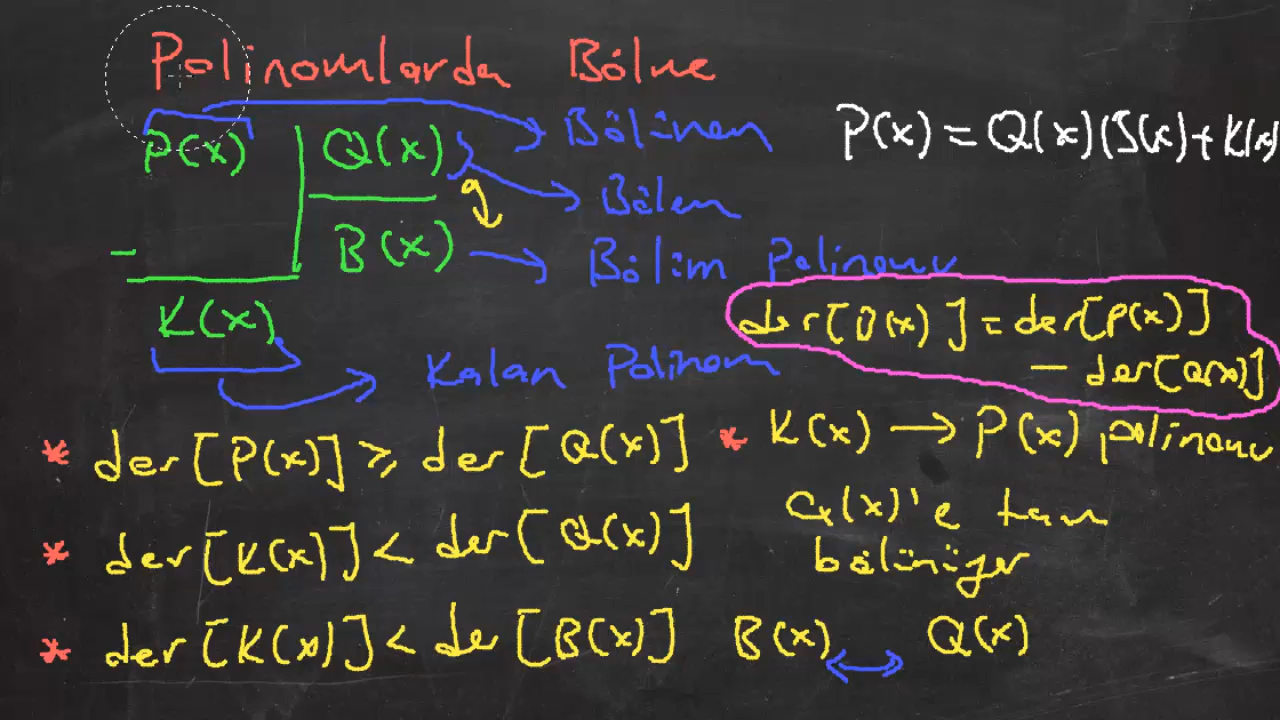 Polinomlarda Bölme
P(x) Q(x) Bölünen
P(x) = Q(x)(B(x)+K(x)
Bölen
B(x) Bölüm Polinomu
-
K(x) Kalan Polinom
der[B(x)] = der[P(x)]
- der[Q(x)]
* der[P(x)] ≥ der[Q(x)]
* der[K(x)] < der[Q(x)]
* der[K(x)] < der[B(x)] B(x) ↔ Q(x)
* K(x) → P(x) polinomu
Q(x)'e tam
bölünüyor